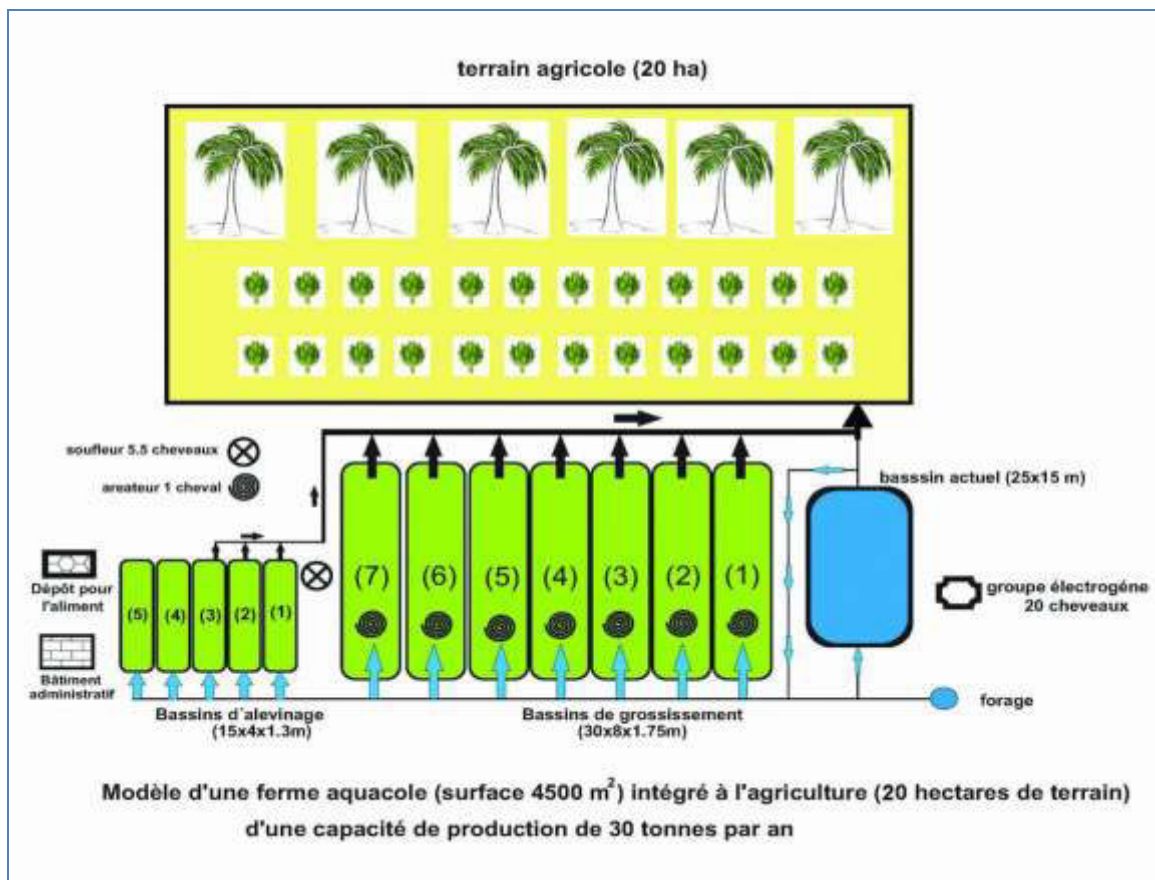 terrain agricole (20 ha)
soufleur 5.5 cheveaux
areateur 1 cheval
basssin actuel (25x15 m)
(7) (6) (5) (4) (3) (2) (1)
Dépôt pour
l'aliment
(5) (4) (3) (2) (1)
groupe électrogéne
20 cheveaux
Bâtiment
administratif
forage
Bassins d'alevinage
(15x4x1.3m)
Bassins de grossissement
(30x8x1.75m)
Modèle d'une ferme aquacole (surface 4500 m²) intégré à l'agriculture (20 hectares de terrain)
d'une capacité de production de 30 tonnes par an